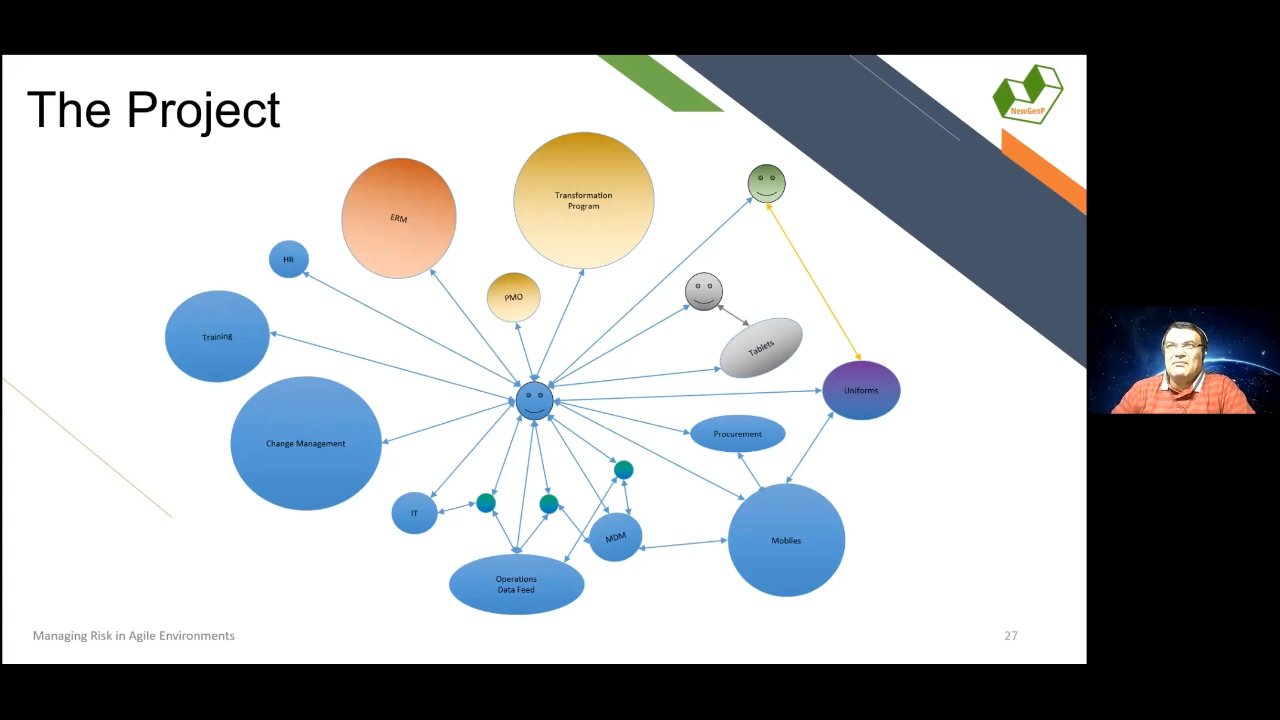 The Project
NewGenP
Transformation
Program
ERM
HR
PMO
Training
Tablets
Uniforms
Procurement
Change Management
IT
MDM
Mobiles
Operations
Data Feed
Managing Risk in Agile Environments
27